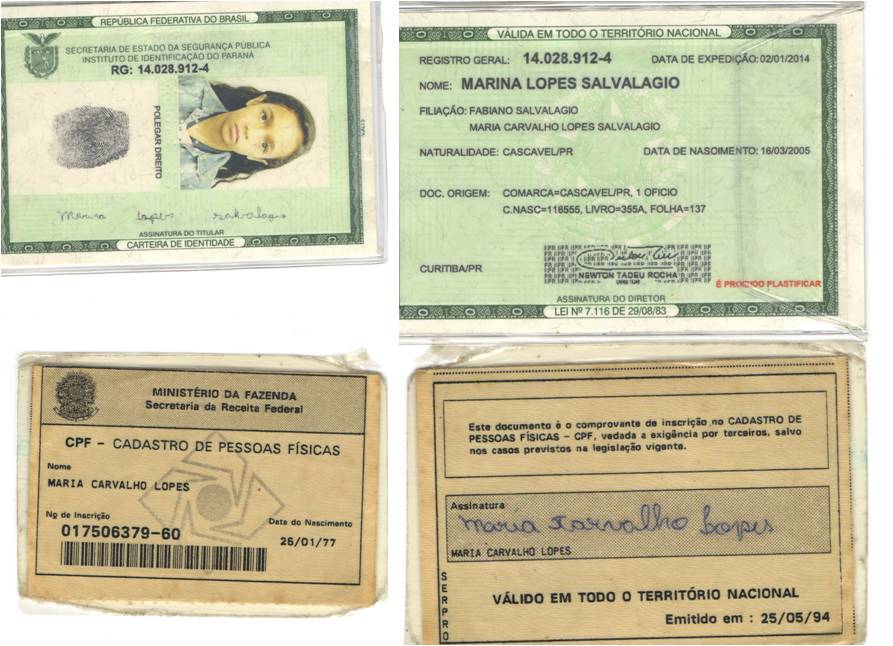 REPÚBLICA FEDERATIVA DO BRASIL
SECRETARIA DE ESTADO DA SEGURANÇA PÚBLICA
INSTITUTO DE IDENTIFICAÇÃO DO PARANÁ
RG: 14.028.912-4
POLEGAR DIREITO
Marina Lopes Salvalagio
ASSINATURA DO TITULAR
CARTEIRA DE IDENTIDADE
VÁLIDA EM TODO O TERRITÓRIO NACIONAL
REGISTRO GERAL: 14.028.912-4 DATA DE EXPEDIÇÃO: 02/01/2014
NOME: MARINA LOPES SALVALAGIO
FILIAÇÃO: FABIANO SALVALAGIO
MARIA CARVALHO LOPES SALVALAGIO
NATURALIDADE: CASCAVEL/PR DATA DE NASCIMENTO: 16/03/2005
DOC. ORIGEM: COMARCA=CASCAVEL/PR, 1 OFICIO
C.NASC=116555, LIVRO=355A, FOLHA=137
CURITIBA/PR
NEWTON TADEU ROCHA
É PROIBIDO PLASTIFICAR
ASSINATURA DO DIRETOR
LEI Nº 7.116 DE 29/08/83
MINISTÉRIO DA FAZENDA
Secretaria da Receita Federal
CPF - CADASTRO DE PESSOAS FÍSICAS
Nome
MARIA CARVALHO LOPES
Nº de Inscrição Data do Nascimento
017506379-60 26/01/77
Este documento é o comprovante de inscrição no CADASTRO DE
PESSOAS FÍSICAS - CPF, vedada a exigência por terceiros, salvo
nos casos previstos na legislação vigente.
Assinatura
Maria Carvalho Lopes
MARIA CARVALHO LOPES
SERPRO
VÁLIDO EM TODO O TERRITÓRIO NACIONAL
Emitido em : 25/05/94